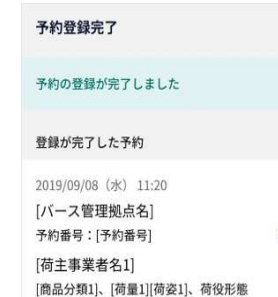 予約登録完了
予約の登録が完了しました
登録が完了した予約
2019/09/08（水） 11:20
[バース管理拠点名]
予約番号：[予約番号]
[荷主事業者名1]
[商品分類1]、[荷量1][荷姿1]、荷役形態